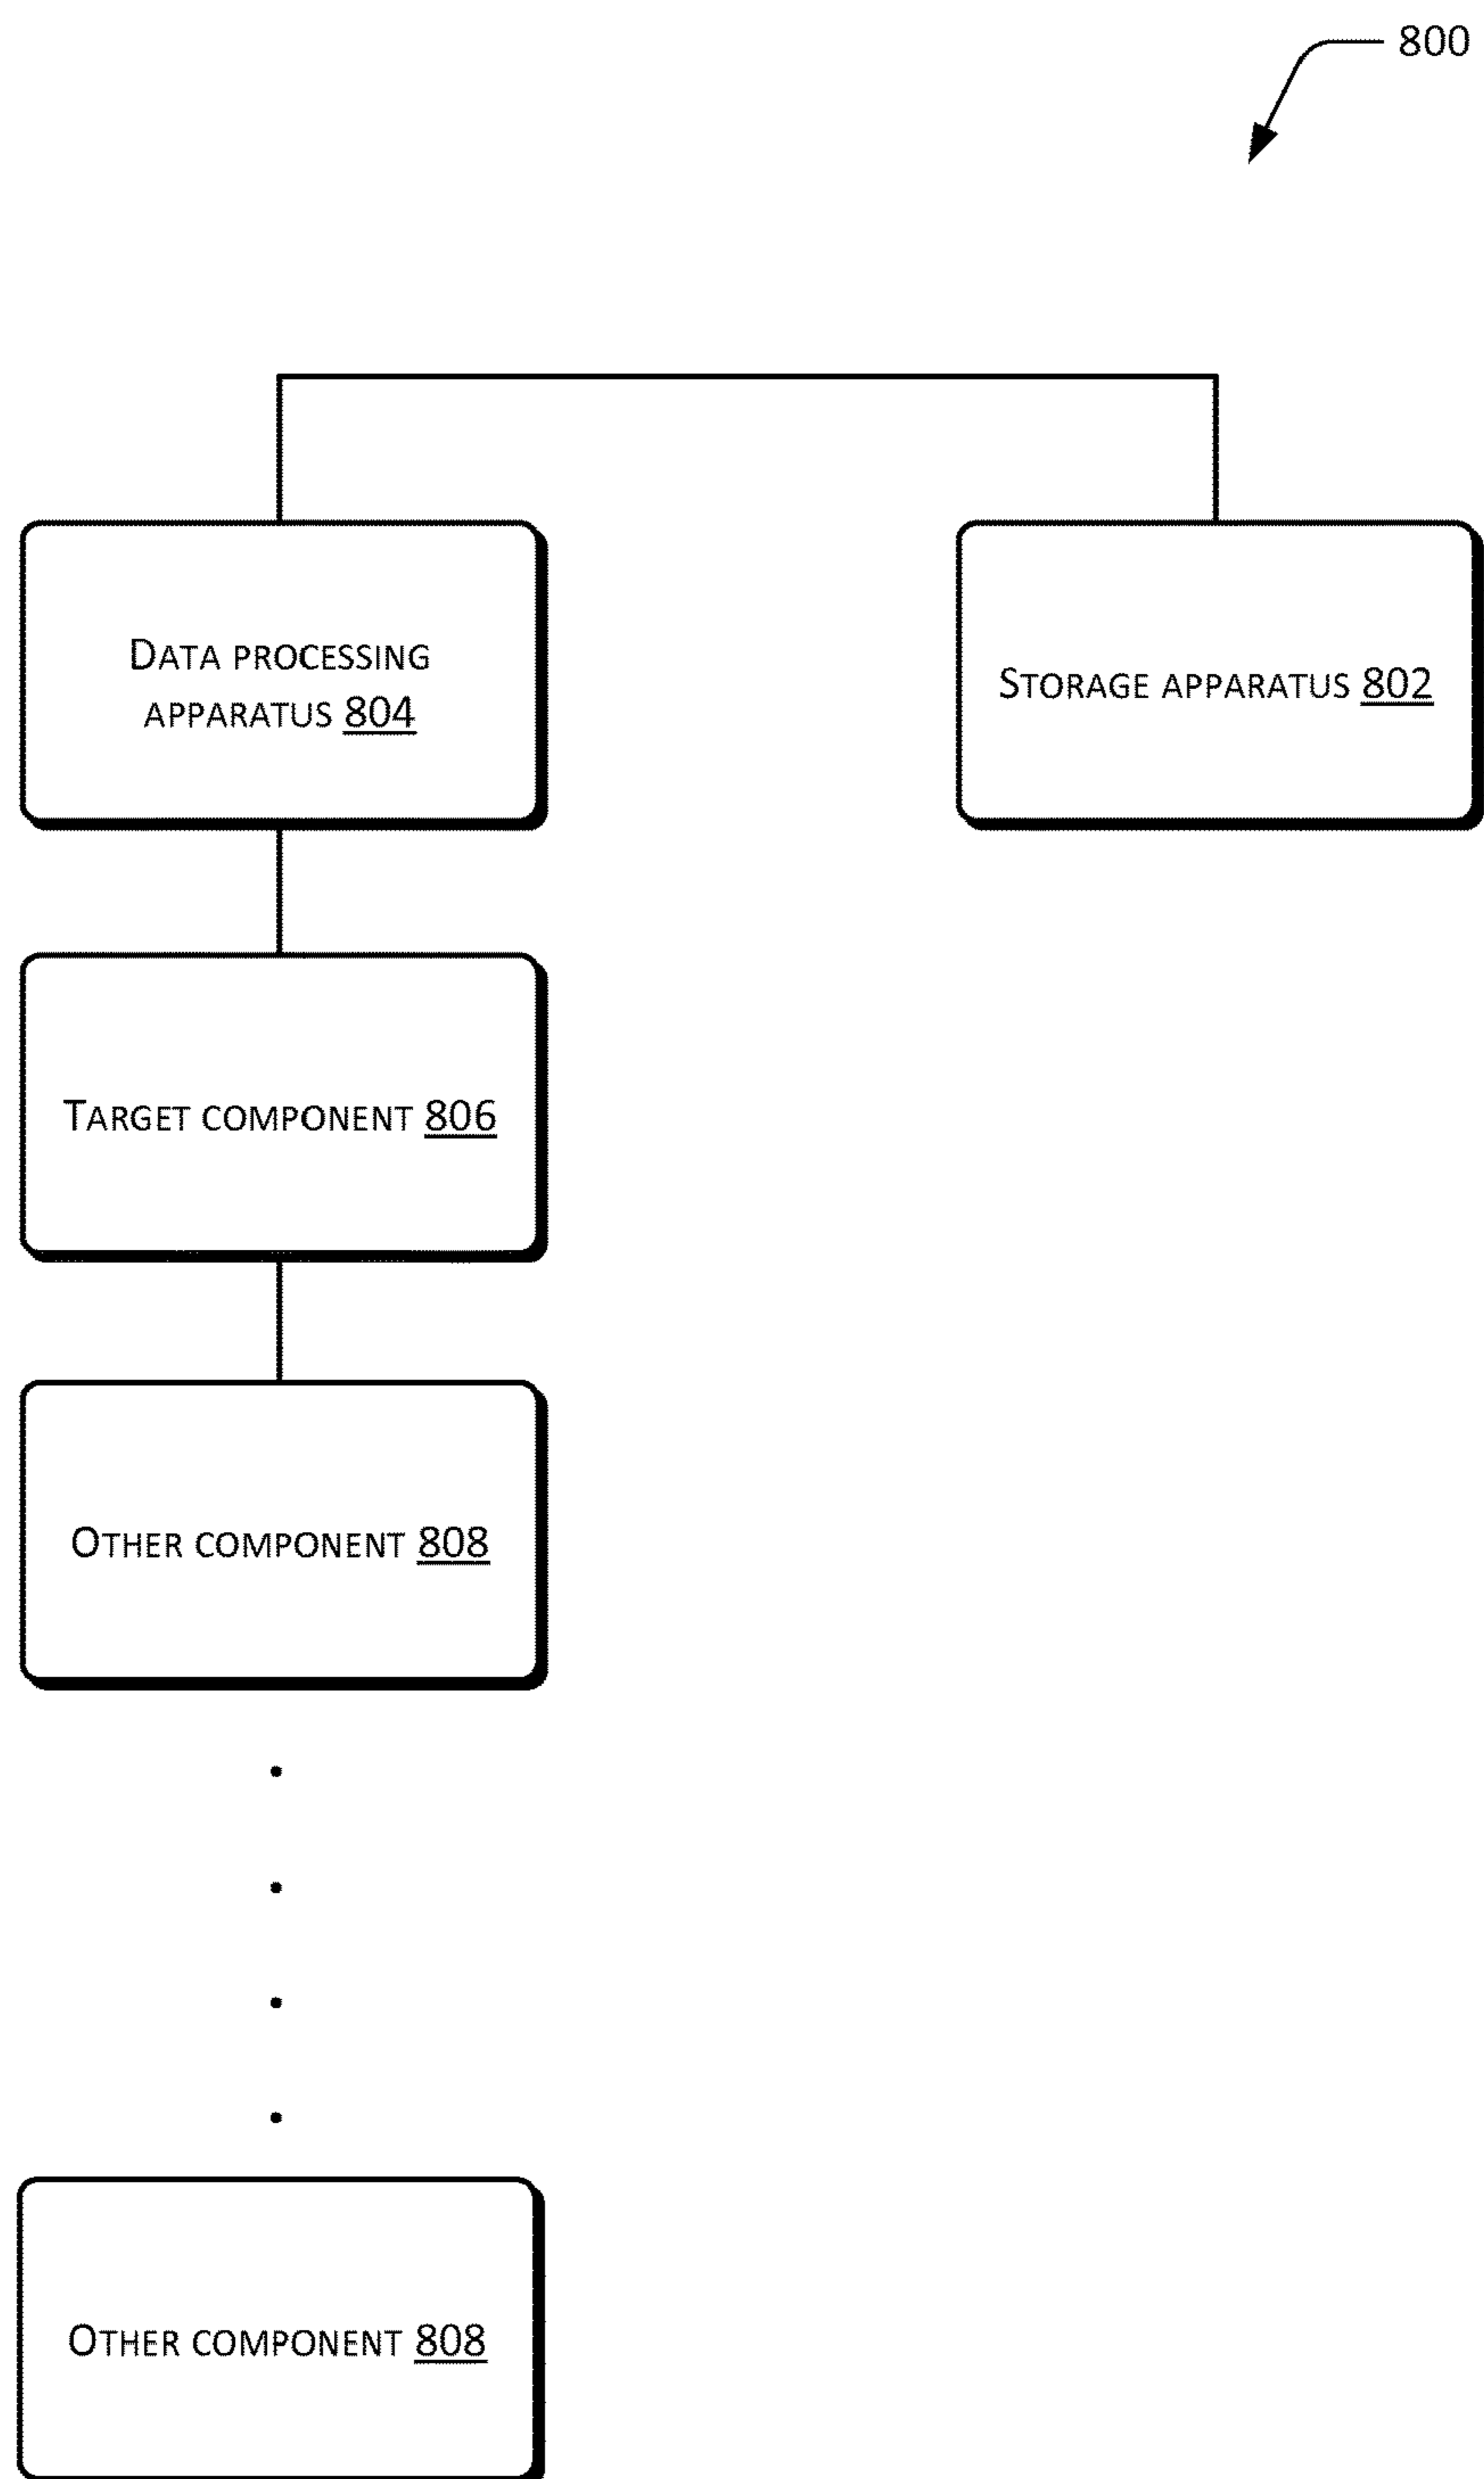 800
DATA PROCESSING
APPARATUS 804
STORAGE APPARATUS 802
TARGET COMPONENT 806
OTHER COMPONENT 808
OTHER COMPONENT 808